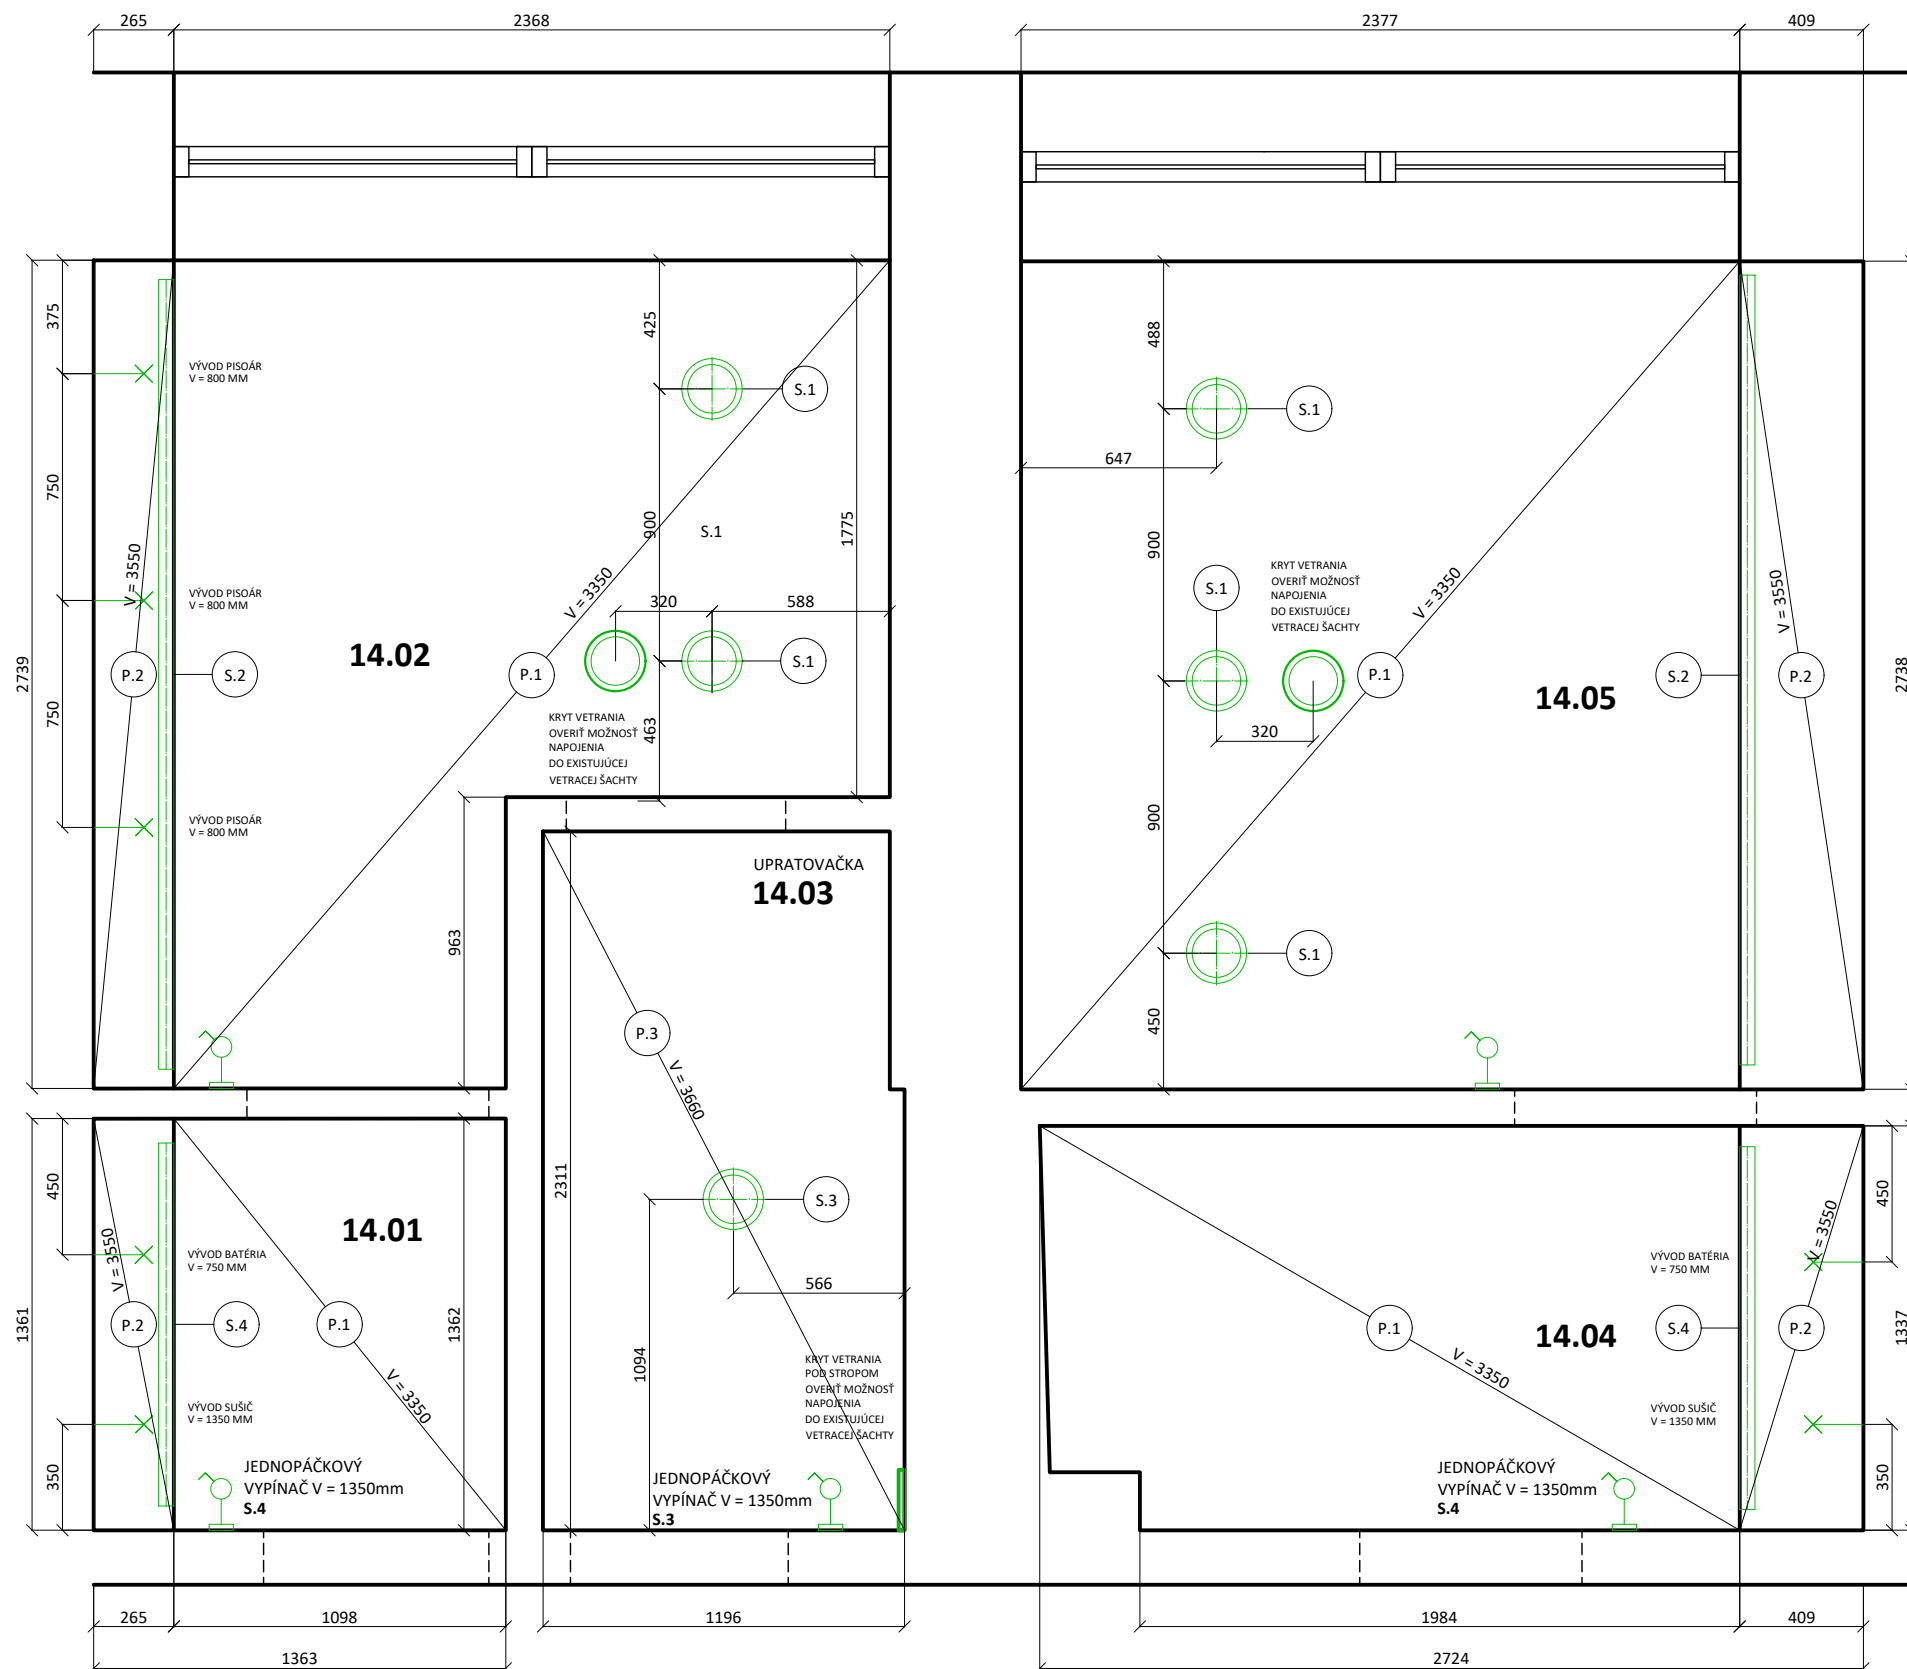 265
2368
2377
409
375
425
488
VÝVOD PISOÁR
V = 800 MM
S.1
S.1
647
750
900
S.1
1775
900
V = 3550
V = 3350
V = 3350
V = 3550
VÝVOD PISOÁR
V = 800 MM
320
588
S.1
KRYT VETRANIA
OVERIŤ MOŽNOSŤ
NAPOJENIA
DO EXISTUJÚCEJ
VETRACEJ ŠACHTY
14.02
2739
P.2
S.2
P.1
S.1
P.1
14.05
S.2
P.2
2738
750
KRYT VETRANIA
OVERIŤ MOŽNOSŤ
NAPOJENIA
DO EXISTUJÚCEJ
VETRACEJ ŠACHTY
463
320
VÝVOD PISOÁR
V = 800 MM
900
UPRATOVAČKA
14.03
963
S.1
450
P.3
V = 3660
450
2311
S.3
450
14.01
V = 3550
VÝVOD BATÉRIA
V = 750 MM
566
VÝVOD BATÉRIA
V = 750 MM
V = 3550
1361
P.2
S.4
P.1
1362
1094
P.1
14.04
S.4
P.2
1337
V = 3350
KRYT VETRANIA
POD STROPOM
OVERIŤ MOŽNOSŤ
NAPOJENIA
DO EXISTUJÚCEJ
VETRACEJ ŠACHTY
V = 3350
VÝVOD SUŠIČ
V = 1350 MM
VÝVOD SUŠIČ
V = 1350 MM
350
350
JEDNOPÁČKOVÝ
VYPÍNAČ V = 1350mm
S.4
JEDNOPÁČKOVÝ
VYPÍNAČ V = 1350mm
S.3
JEDNOPÁČKOVÝ
VYPÍNAČ V = 1350mm
S.4
265
1098
1196
1984
409
1363
2724